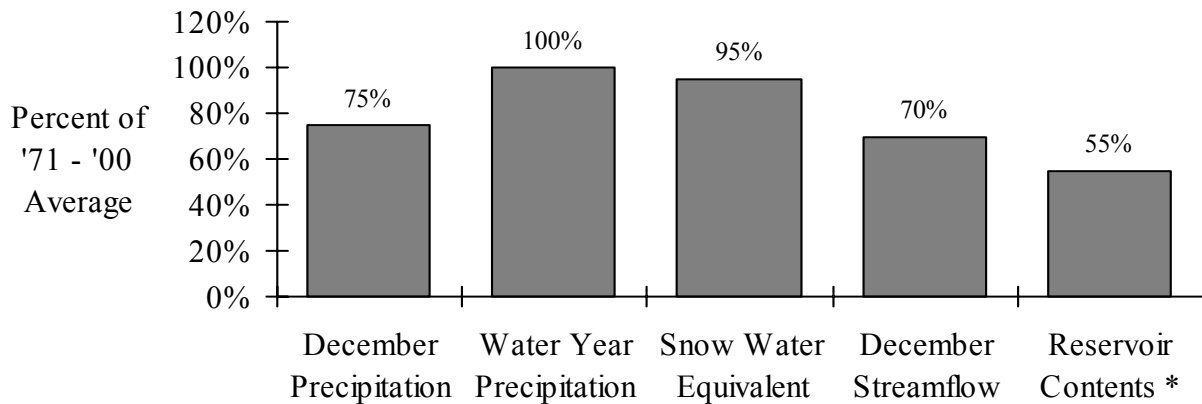 120%
100%
80%
60%
40%
20%
0%
Percent of
'71 - '00
Average
75%
100%
95%
70%
55%
December
Precipitation
Water Year
Precipitation
Snow Water
Equivalent
December
Streamflow
Reservoir
Contents *